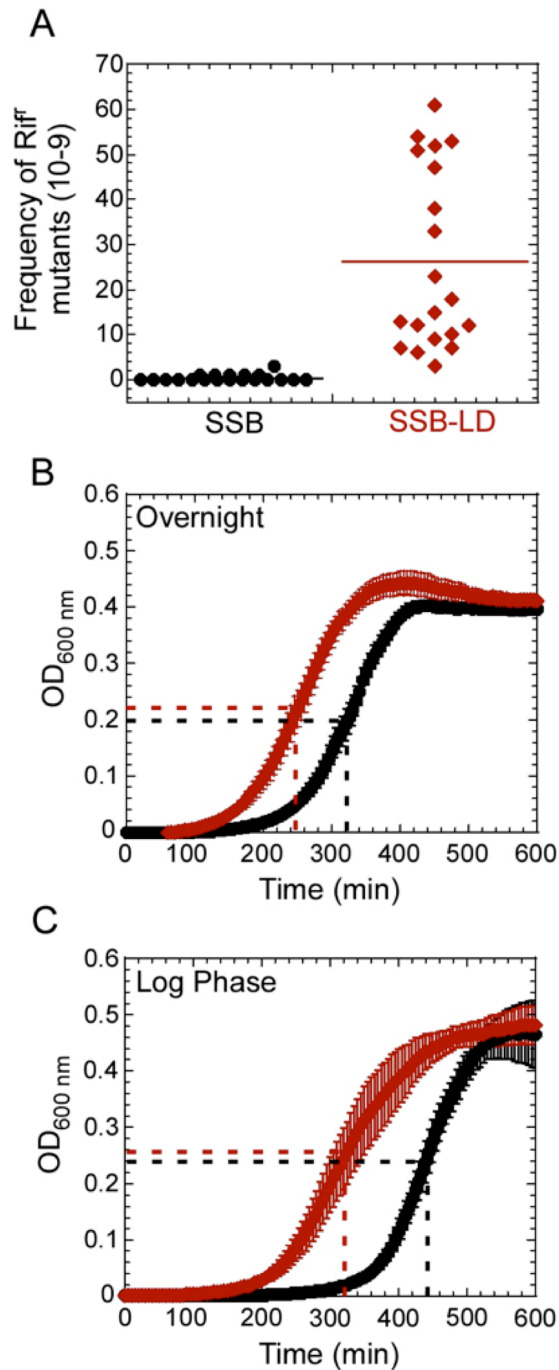 A
Frequency of Rifʳ
mutants (10-9)
70
60
50
40
30
20
10
0
SSB
SSB-LD
B
Overnight
OD600 nm
0.6
0.5
0.4
0.3
0.2
0.1
0
0 100 200 300 400 500 600
Time (min)
C
Log Phase
OD600 nm
0.6
0.5
0.4
0.3
0.2
0.1
0
0 100 200 300 400 500 600
Time (min)